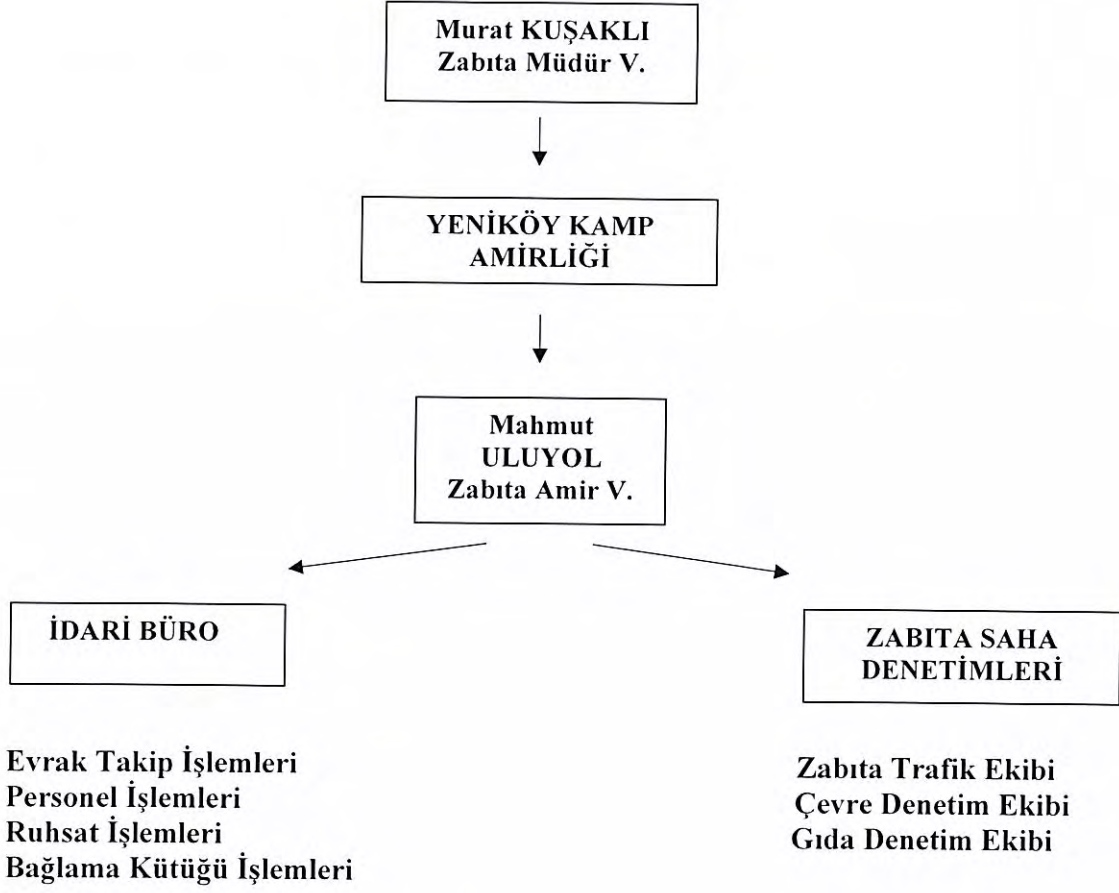 Murat KUŞAKLI
Zabıta Müdür V.
YENİKÖY KAMP
AMİRLİĞİ
Mahmut
ULUYOL
Zabıta Amir V.
İDARİ BÜRO
Evrak Takip İşlemleri
Personel İşlemleri
Ruhsat İşlemleri
Bağlama Kütüğü İşlemleri
ZABITA SAHA
DENETİMLERİ
Zabıta Trafik Ekibi
Çevre Denetim Ekibi
Gıda Denetim Ekibi